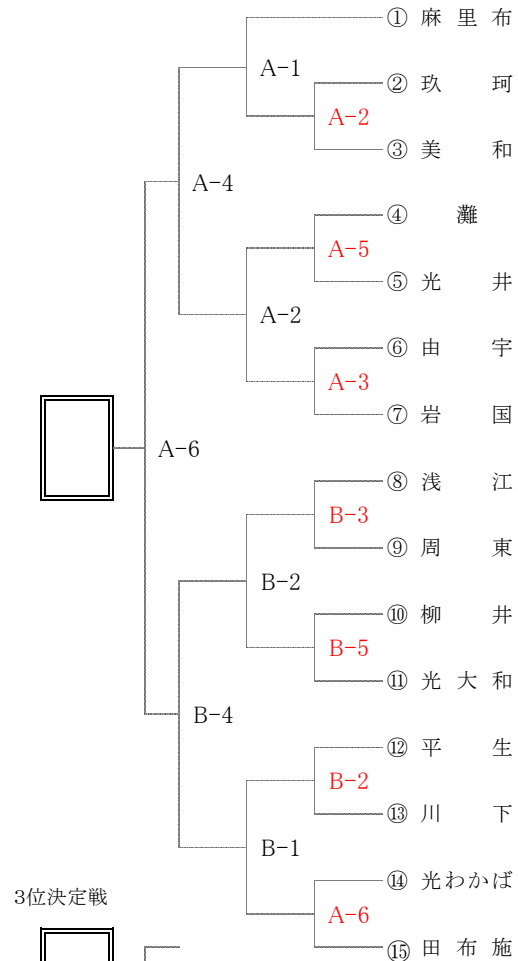 ① 麻里布
A-1
② 玖珂
A-2
③ 美和
A-4
④ 灘
A-5
⑤ 光井
A-2
⑥ 由宇
A-3
⑦ 岩国
A-6
⑧ 浅江
B-3
⑨ 周東
B-2
⑩ 柳井
B-5
⑪ 光大和
B-4
⑫ 平生
B-2
⑬ 川下
B-1
⑭ 光わかば
3位決定戦
A-6
⑮ 田布施